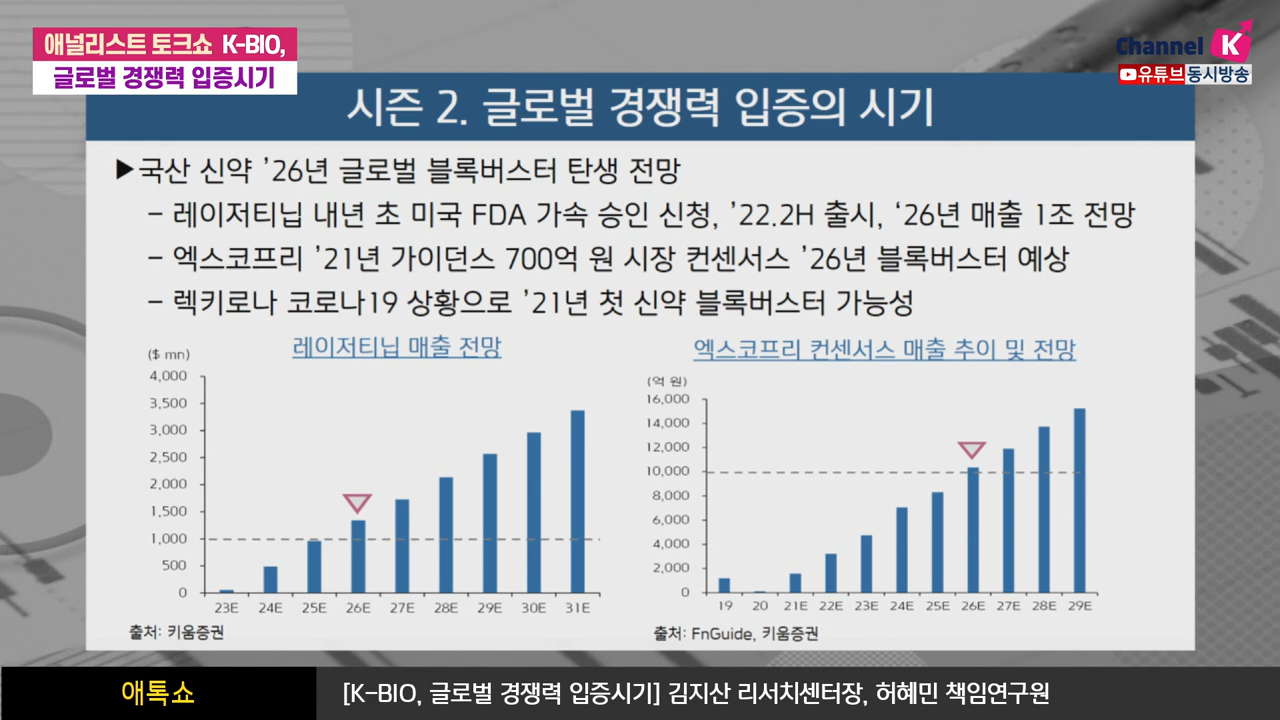 애널리스트 토크쇼 K-BIO,
글로벌 경쟁력 입증시기
Channel K
유튜브동시방송
시즌 2. 글로벌 경쟁력 입증의 시기
▶국산 신약 ’26년 글로벌 블록버스터 탄생 전망
– 레이저티닙 내년 초 미국 FDA 가속 승인 신청, ’22.2H 출시, ‘26년 매출 1조 전망
– 엑스코프리 ’21년 가이던스 700억 원 시장 컨센서스 ’26년 블록버스터 예상
– 렉키로나 코로나19 상황으로 ’21년 첫 신약 블록버스터 가능성
레이저티닙 매출 전망
($ mn)
4,000
3,500
3,000
2,500
2,000
1,500
1,000
500
0
23E 24E 25E 26E 27E 28E 29E 30E 31E
출처: 키움증권
엑스코프리 컨센서스 매출 추이 및 전망
(억 원)
16,000
14,000
12,000
10,000
8,000
6,000
4,000
2,000
0
19 20 21E 22E 23E 24E 25E 26E 27E 28E 29E
출처: FnGuide, 키움증권
애톡쇼
[K-BIO, 글로벌 경쟁력 입증시기] 김지산 리서치센터장, 허혜민 책임연구원